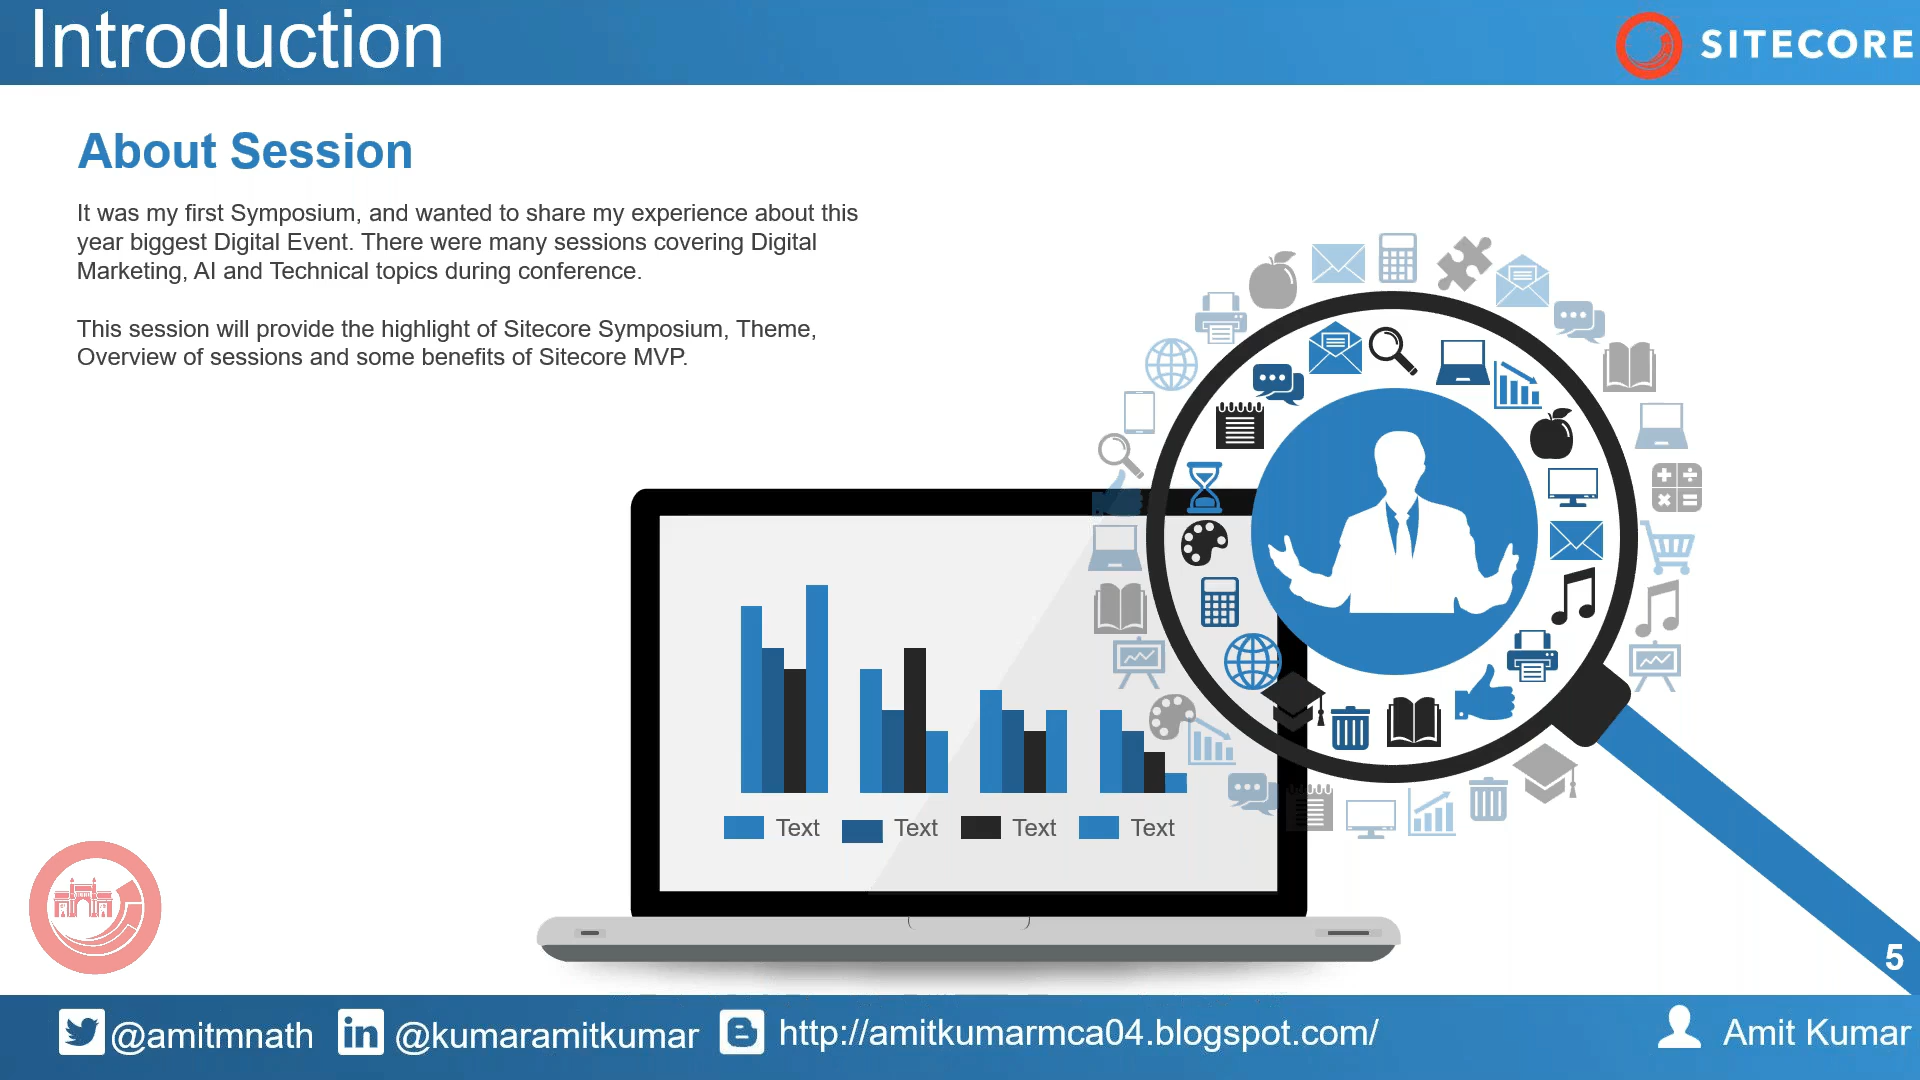 Introduction
SITECORE
About Session
It was my first Symposium, and wanted to share my experience about this
year biggest Digital Event. There were many sessions covering Digital
Marketing, AI and Technical topics during conference.
This session will provide the highlight of Sitecore Symposium, Theme,
Overview of sessions and some benefits of Sitecore MVP.
Text Text Text Text
5
@amitmnath @kumaramitkumar http://amitkumarmca04.blogspot.com/ Amit Kumar